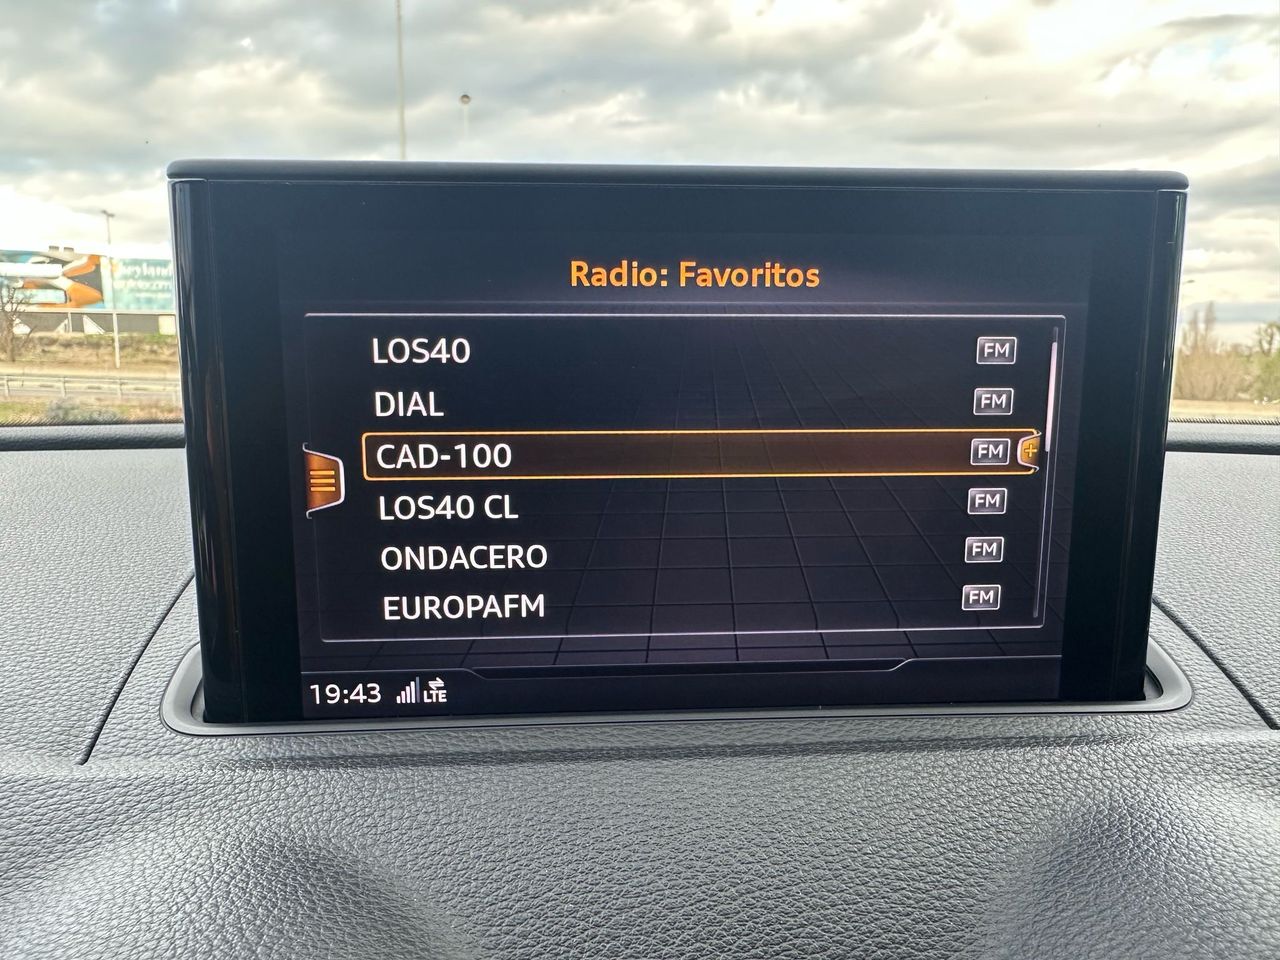 Radio: Favoritos
LOS40 FM
DIAL FM
CAD-100 FM
LOS40 CL FM
ONDACERO FM
EUROPAFM FM
19:43 LTE